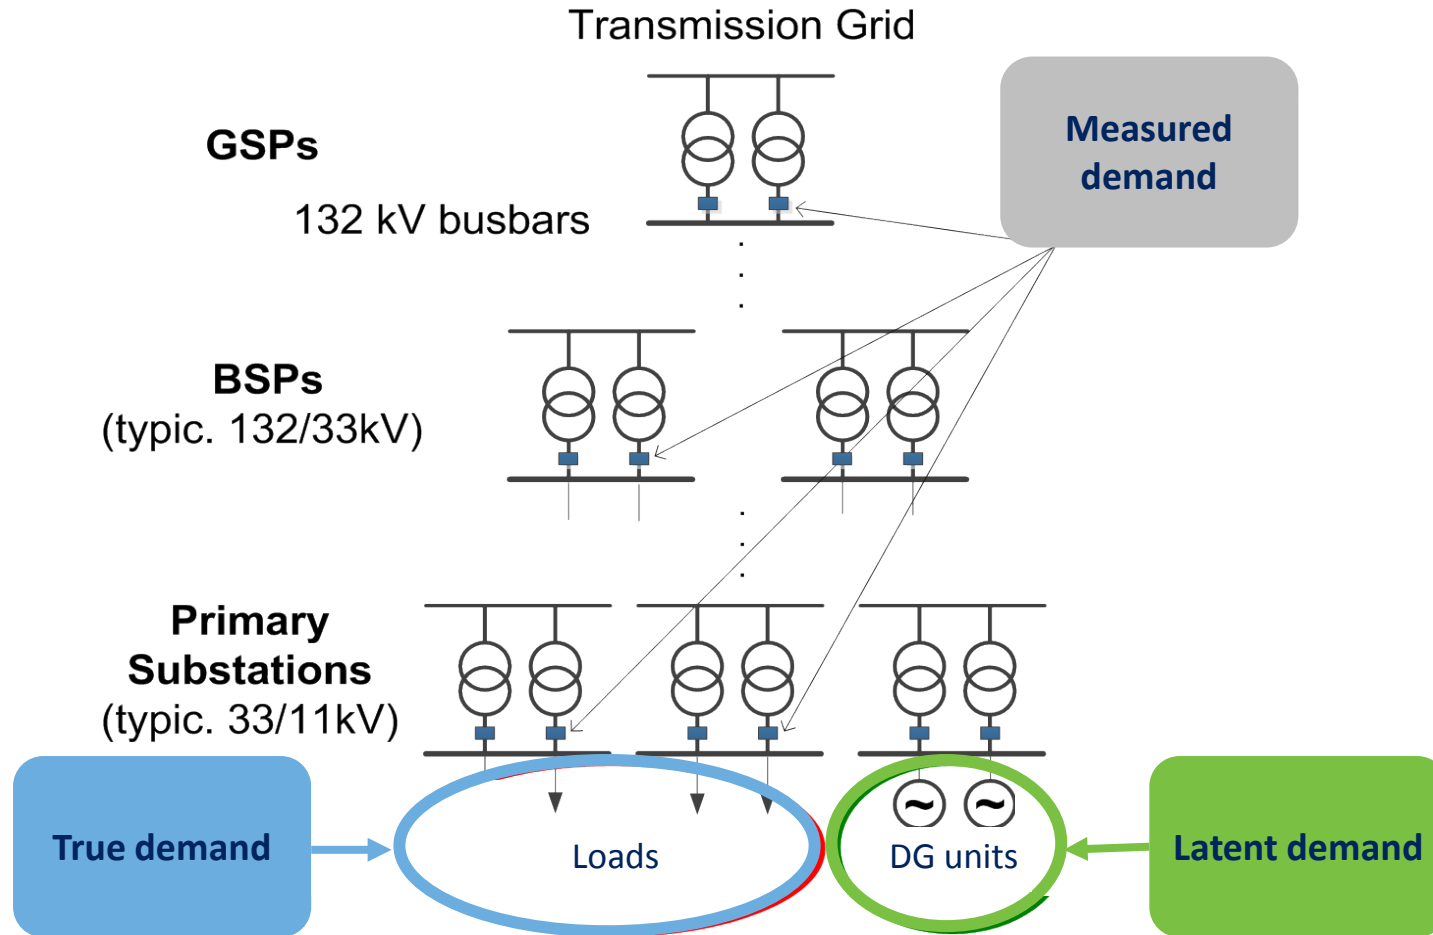 Transmission Grid
Measured
demand
GSPs
132 kV busbars
BSPs
(typic. 132/33kV)
Primary
Substations
(typic. 33/11kV)
True demand
Loads
~ ~
DG units
Latent demand